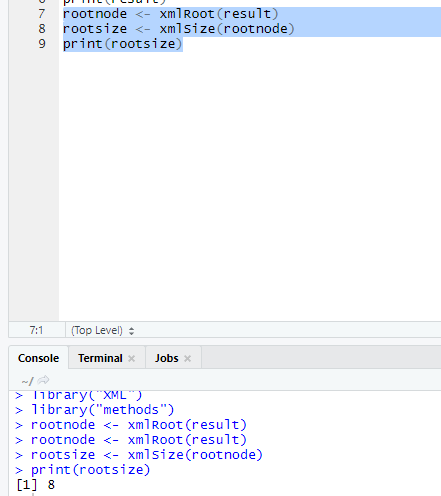 6 print(result)
7 rootnode <- xmlRoot(result)
8 rootsize <- xmlSize(rootnode)
9 print(rootsize)
7:1 (Top Level)
Console Terminal Jobs
~/
> library("XML")
> library("methods")
> rootnode <- xmlRoot(result)
> rootnode <- xmlRoot(result)
> rootsize <- xmlSize(rootnode)
> print(rootsize)
[1] 8